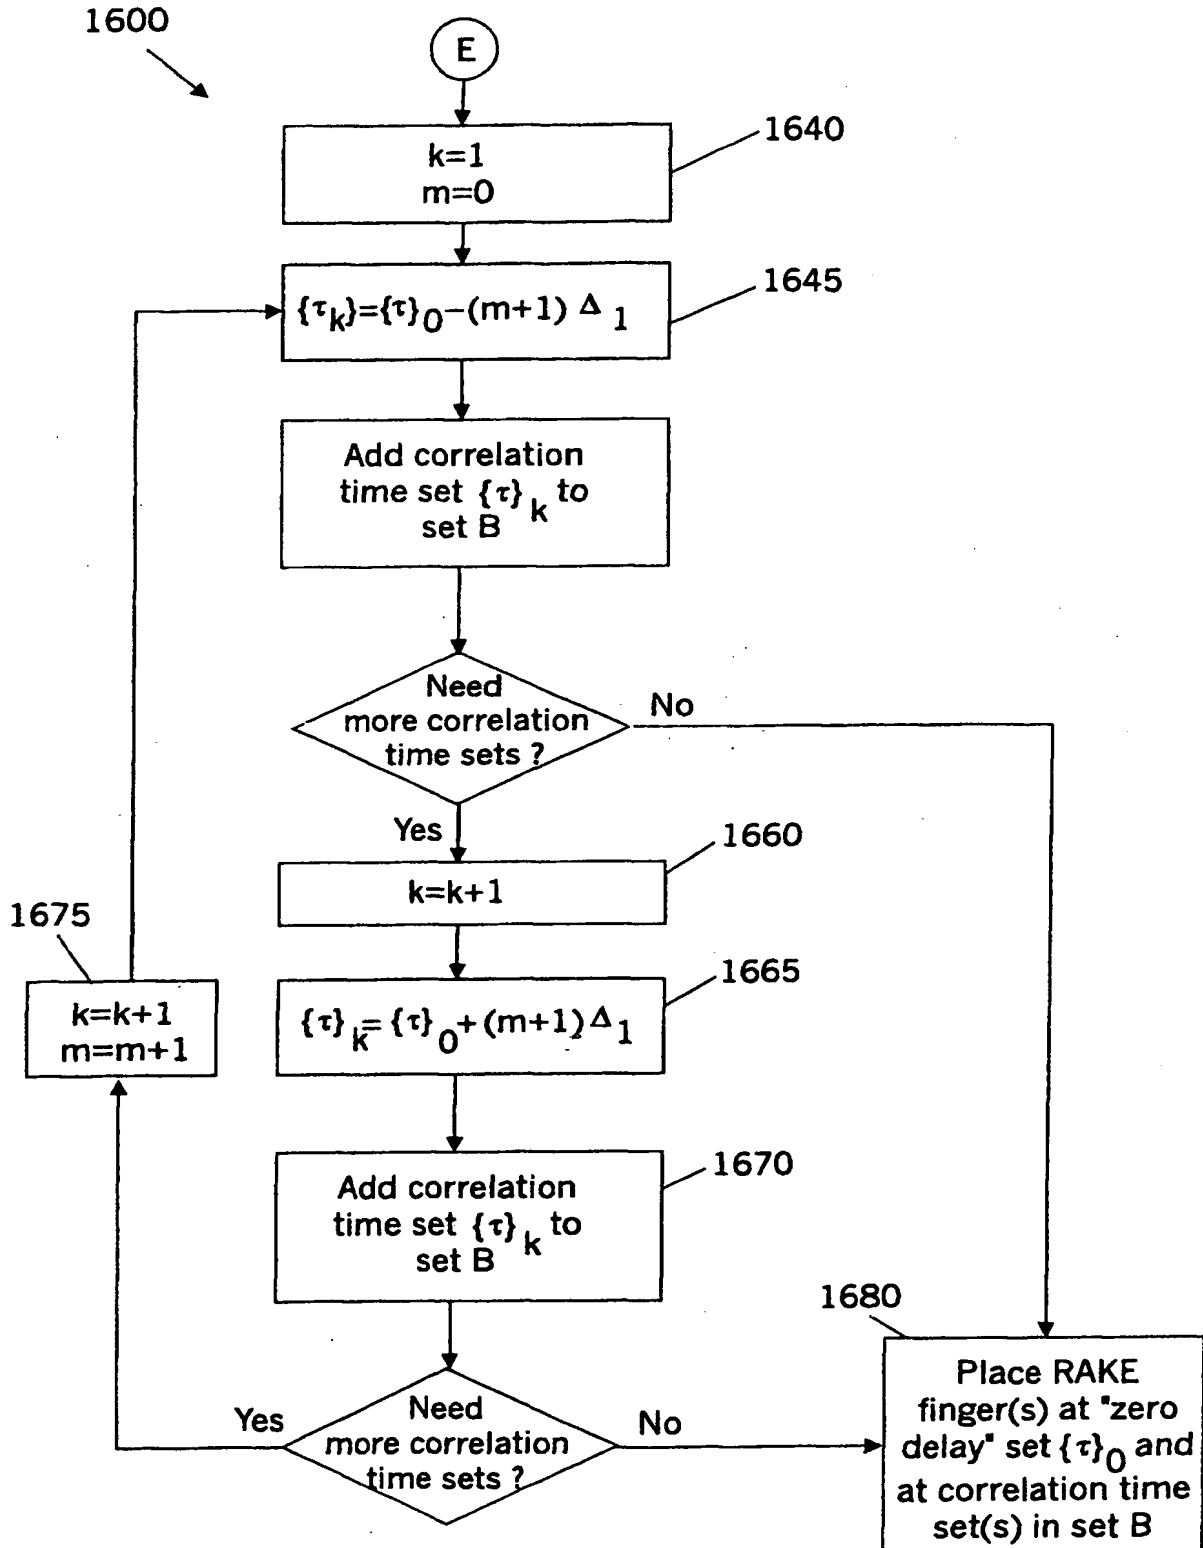 1600
E
1640
k=1
m=0
1645
{τk}={τ}0−(m+1) Δ1
Add correlation
time set {τ}k to
set B
Need
more correlation
time sets ?
No
Yes
1660
k=k+1
1675
k=k+1
m=m+1
1665
{τ}k={τ}0+(m+1)Δ1
1670
Add correlation
time set {τ}k to
set B
1680
Need
more correlation
time sets ?
Yes
No
Place RAKE
finger(s) at "zero
delay" set {τ}0 and
at correlation time
set(s) in set B